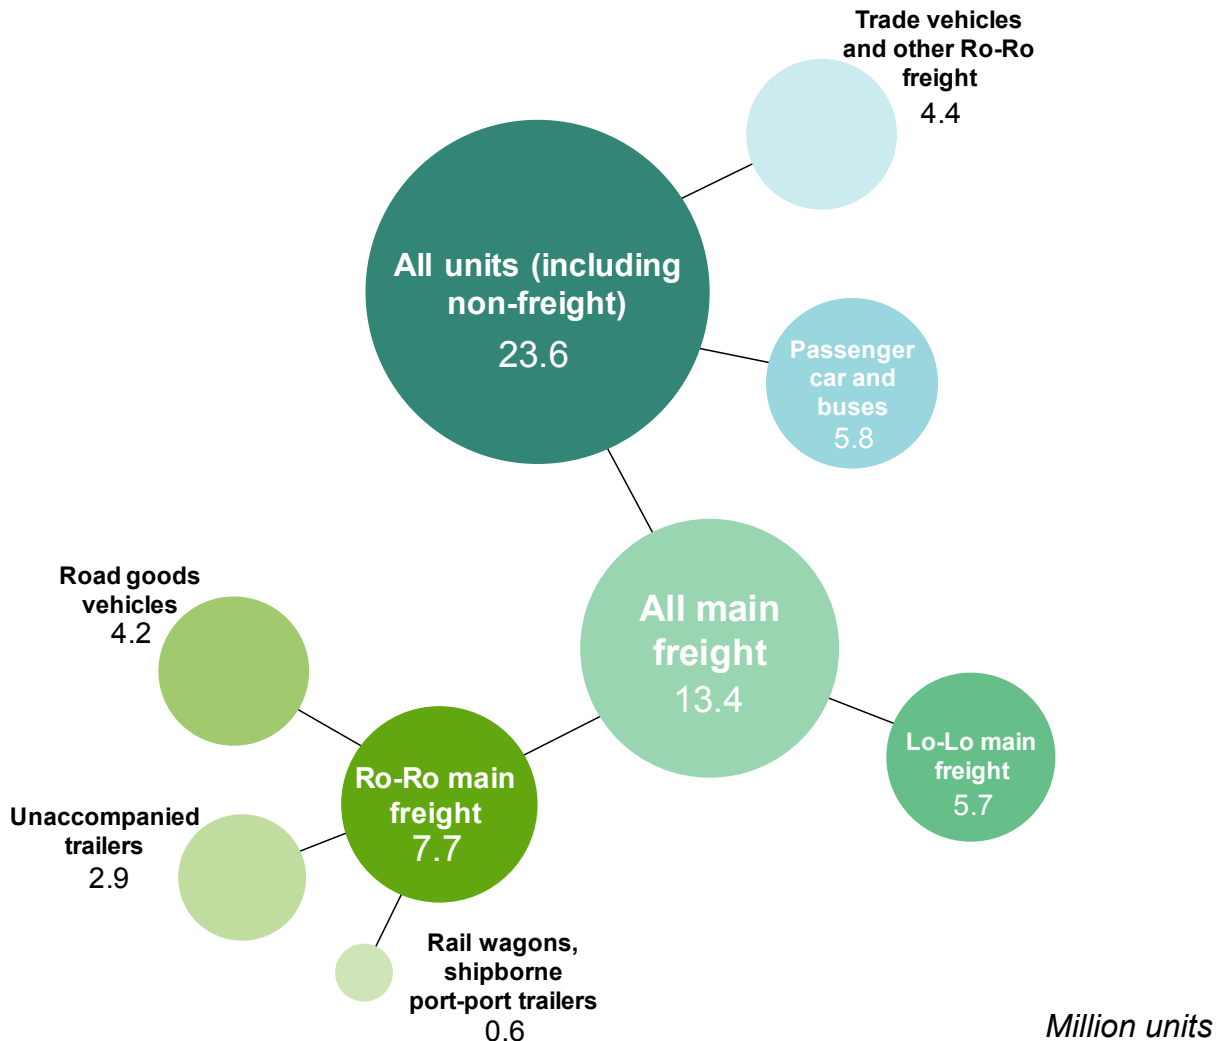 Trade vehicles
and other Ro-Ro
freight
4.4
All units (including
non-freight)
23.6
Passenger
car and
buses
5.8
Road goods
vehicles
4.2
All main
freight
13.4
Lo-Lo main
freight
5.7
Ro-Ro main
freight
7.7
Unaccompanied
trailers
2.9
Rail wagons,
shipborne
port-port trailers
0.6
Million units